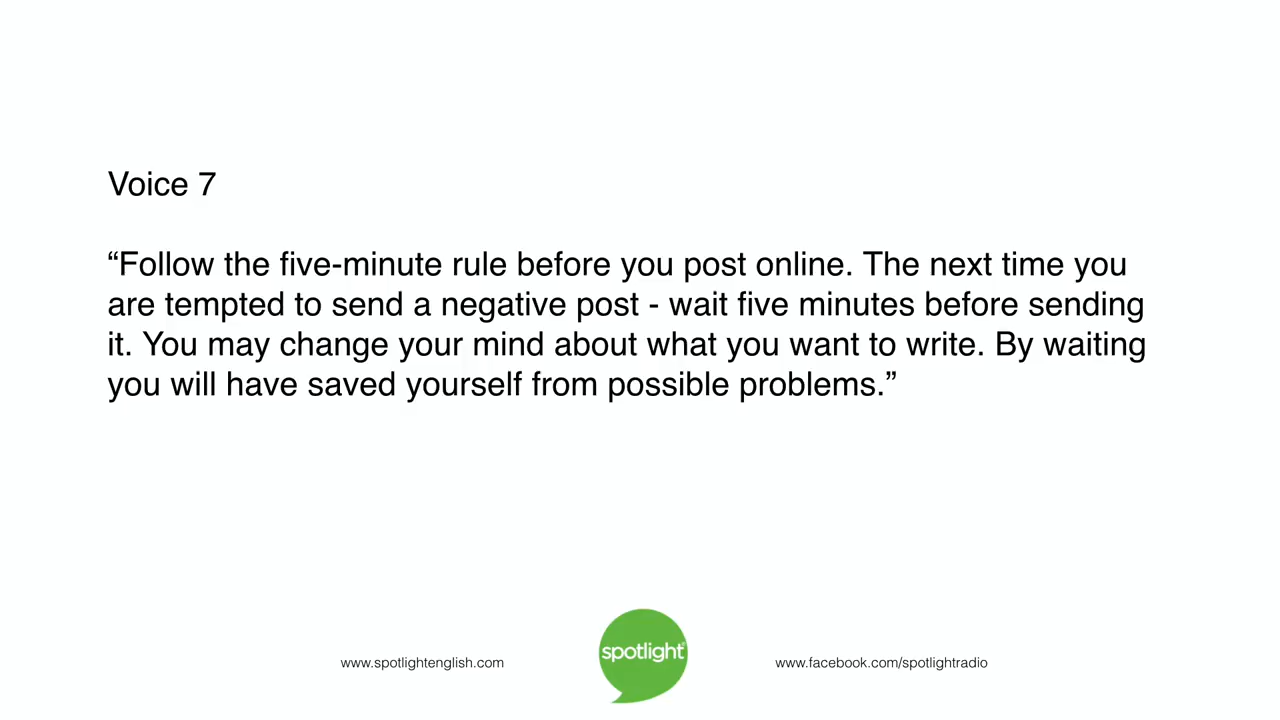 Voice 7
“Follow the five-minute rule before you post online. The next time you
are tempted to send a negative post - wait five minutes before sending
it. You may change your mind about what you want to write. By waiting
you will have saved yourself from possible problems.”
www.spotlightenglish.com
spotlight
www.facebook.com/spotlightradio